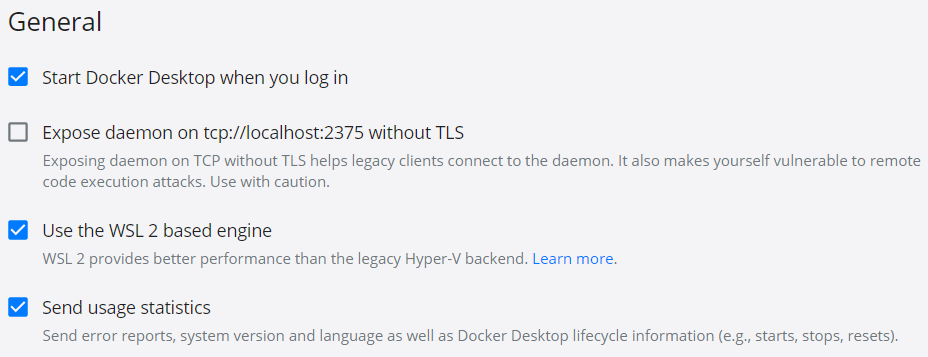 General
Start Docker Desktop when you log in
Expose daemon on tcp://localhost:2375 without TLS
Exposing daemon on TCP without TLS helps legacy clients connect to the daemon. It also makes yourself vulnerable to remote
code execution attacks. Use with caution.
Use the WSL 2 based engine
WSL 2 provides better performance than the legacy Hyper-V backend. Learn more.
Send usage statistics
Send error reports, system version and language as well as Docker Desktop lifecycle information (e.g., starts, stops, resets).